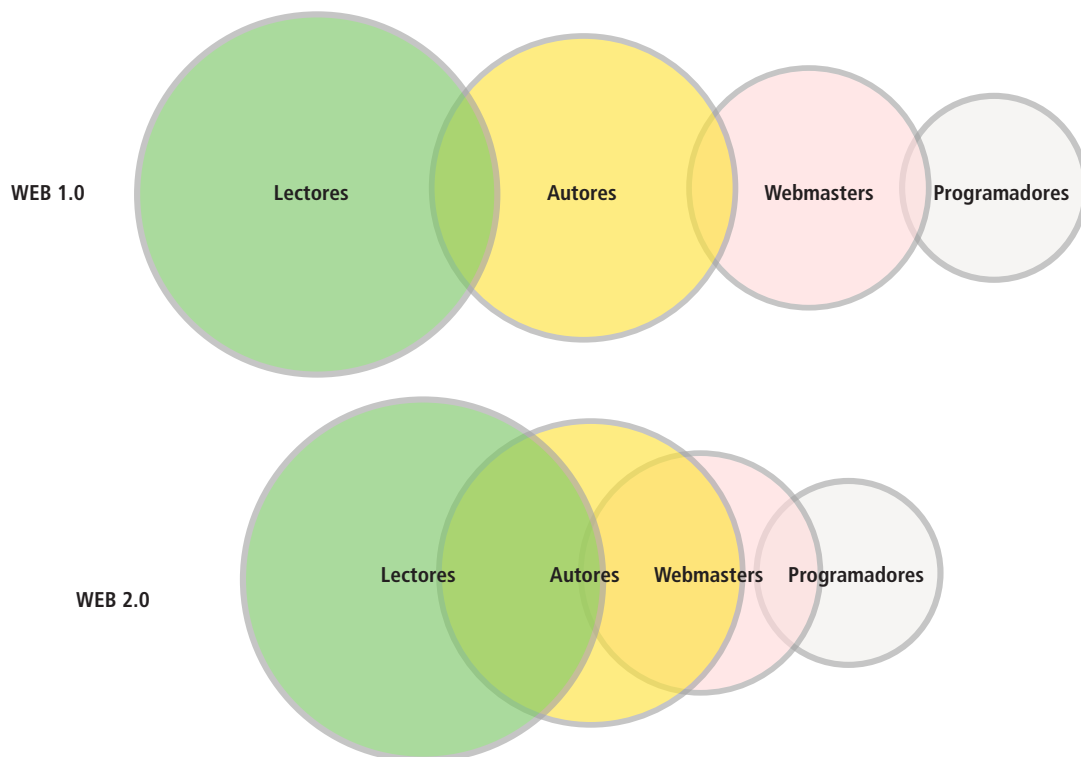 WEB 1.0
Lectores
Autores
Webmasters
Programadores
Lectores
Autores
Webmasters
Programadores
WEB 2.0